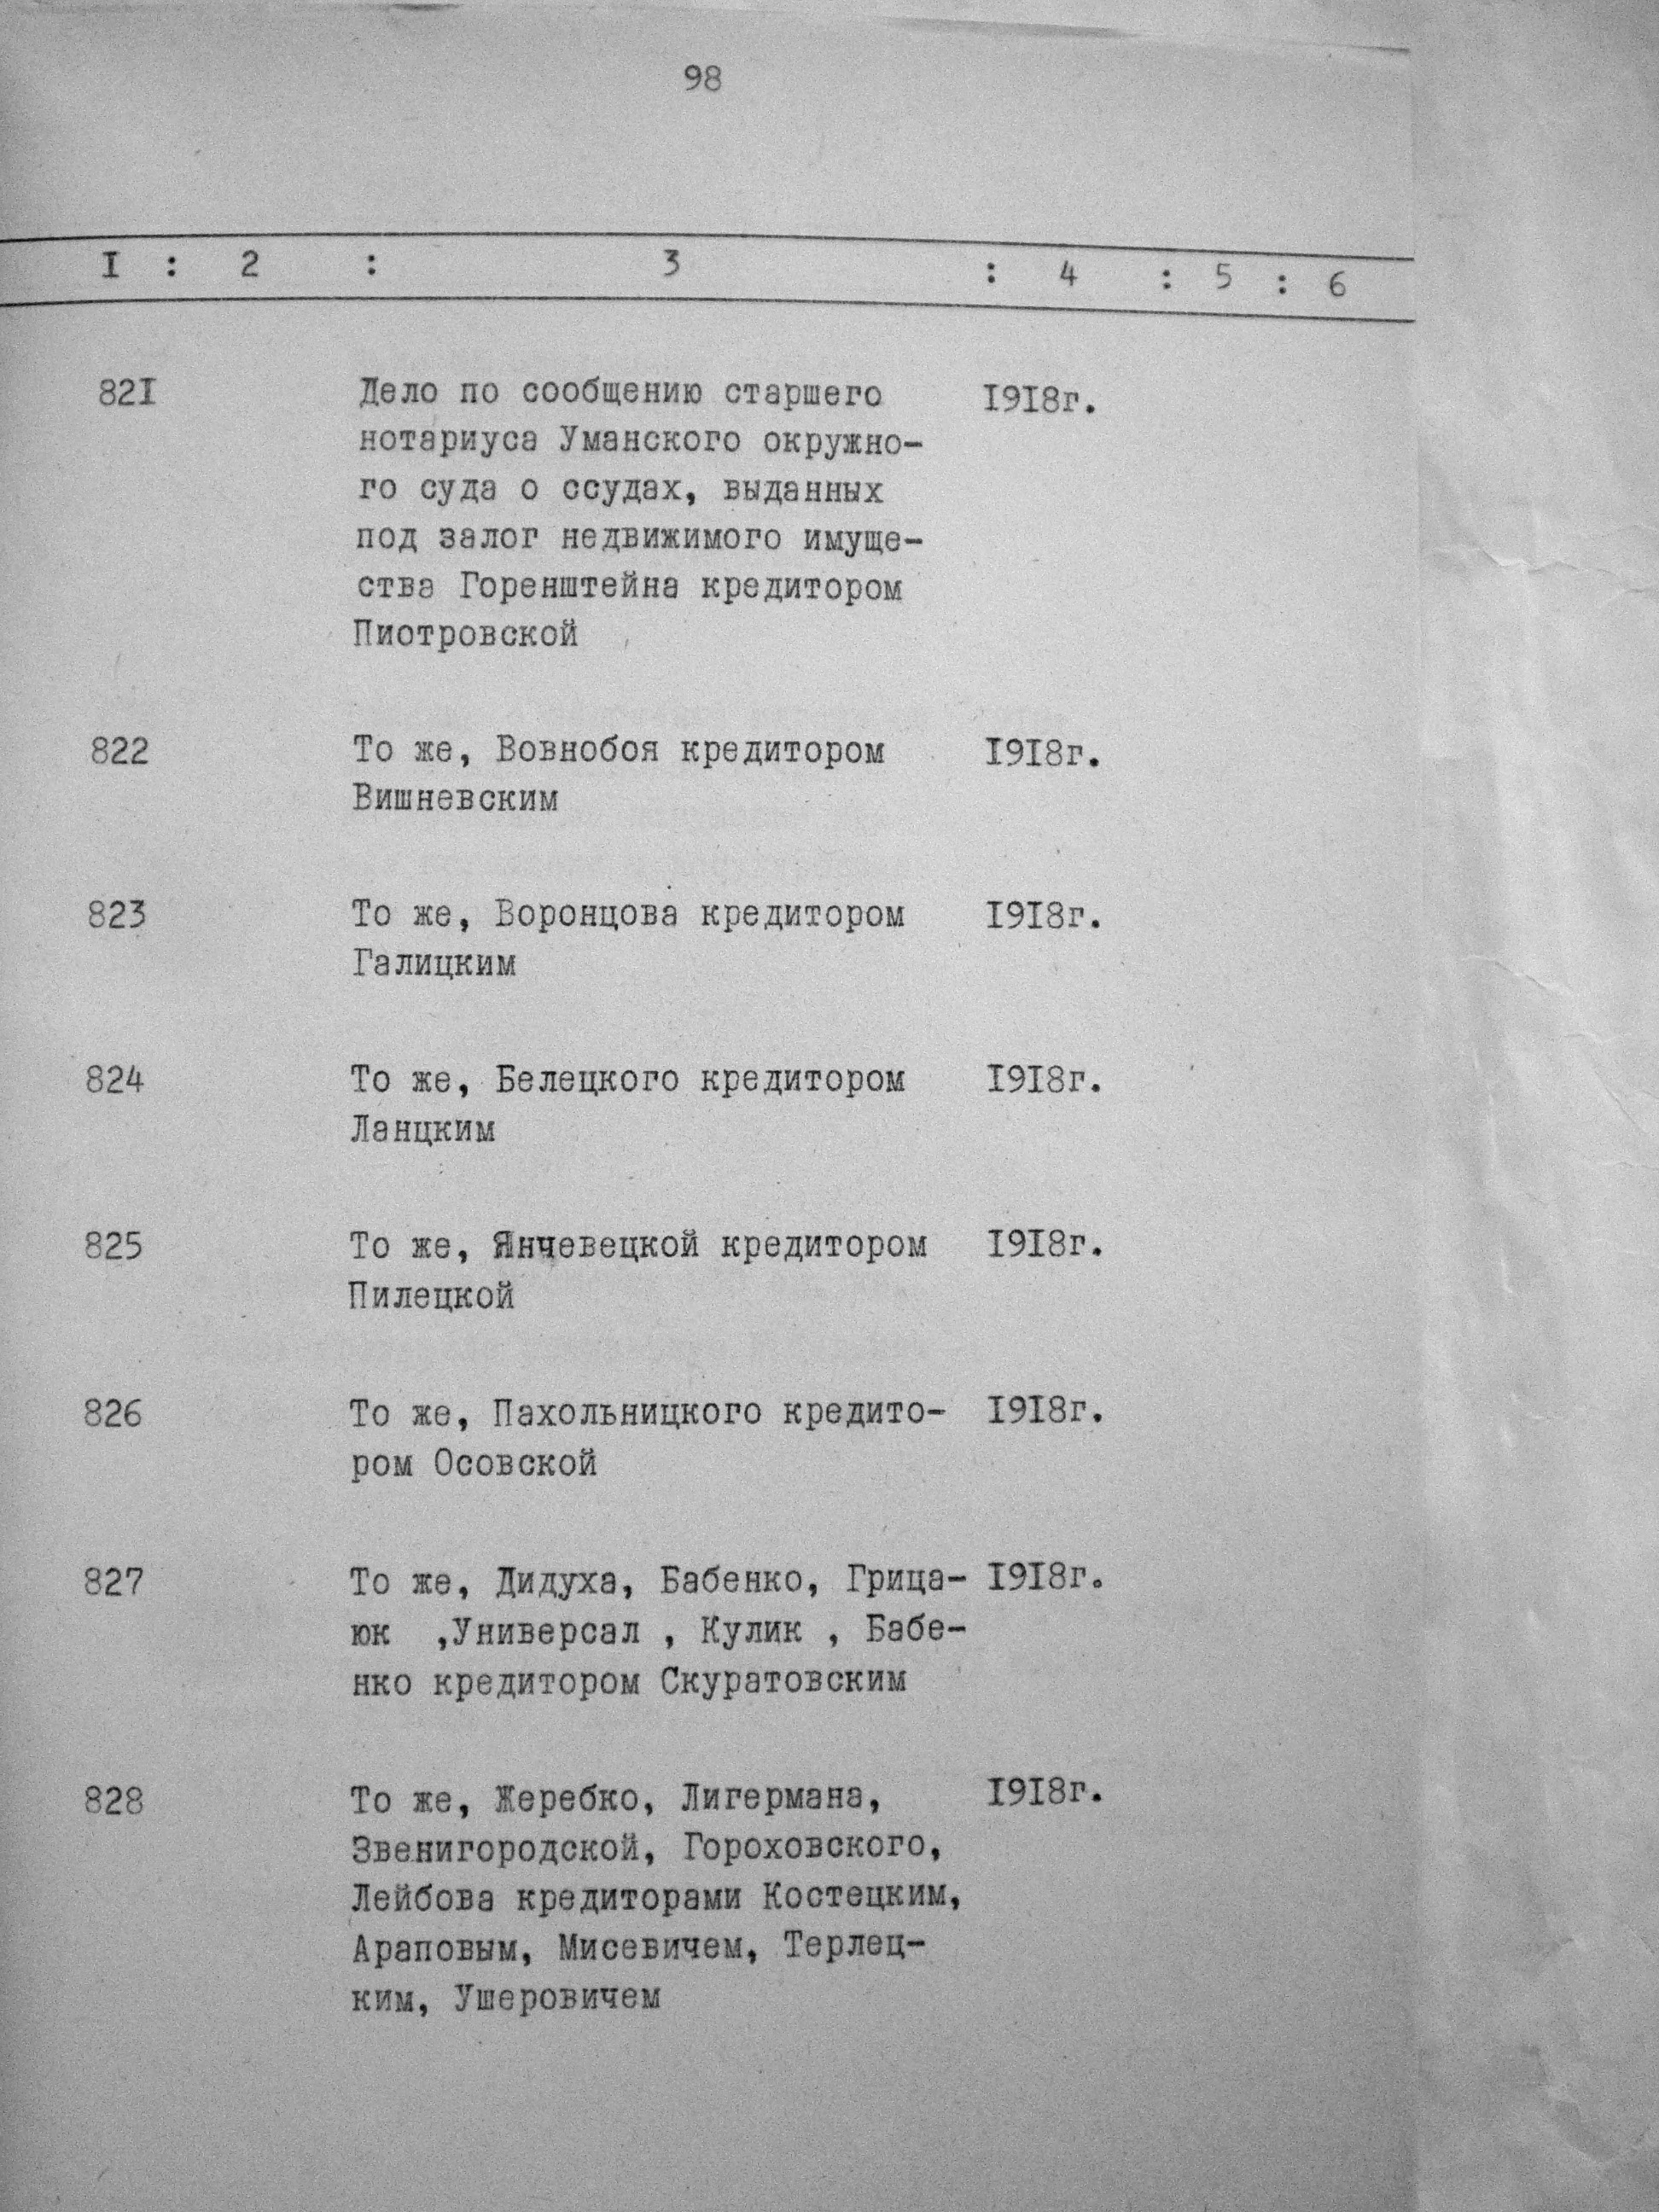 98
I : 2 : 3 : 4 : 5 : 6
82I Дело по сообщению старшего I9I8г.
нотариуса Уманского окружно-
го суда о ссудах, выданных
под залог недвижимого имуще-
ства Горенштейна кредитором
Пиотровской
822 То же, Вовнобоя кредитором I9I8г.
Вишневским
823 То же, Воронцова кредитором I9I8г.
Галицким
824 То же, Белецкого кредитором I9I8г.
Ланцким
825 То же, Янчевецкой кредитором I9I8г.
Пилецкой
826 То же, Пахольницкого кредито- I9I8г.
ром Осовской
827 То же, Дидуха, Бабенко, Грица- I9I8г.
юк ,Универсал , Кулик , Бабе-
нко кредитором Скуратовским
828 То же, Жеребко, Лигермана, I9I8г.
Звенигородской, Гороховского,
Лейбова кредиторами Костецким,
Араповым, Мисевичем, Терлец-
ким, Ушеровичем